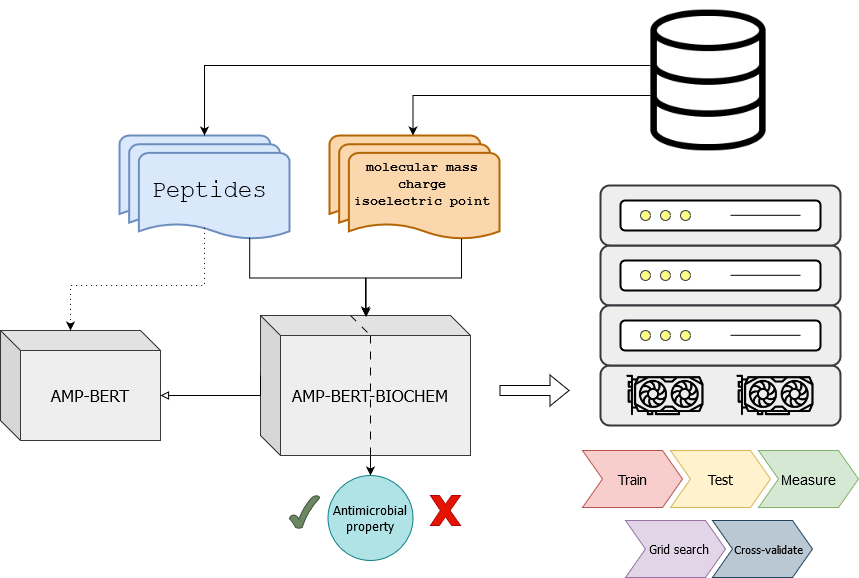 Peptides
molecular mass
charge
isoelectric point
AMP-BERT
AMP-BERT-BIOCHEM
Antimicrobial
property
Train
Test
Measure
Grid search
Cross-validate